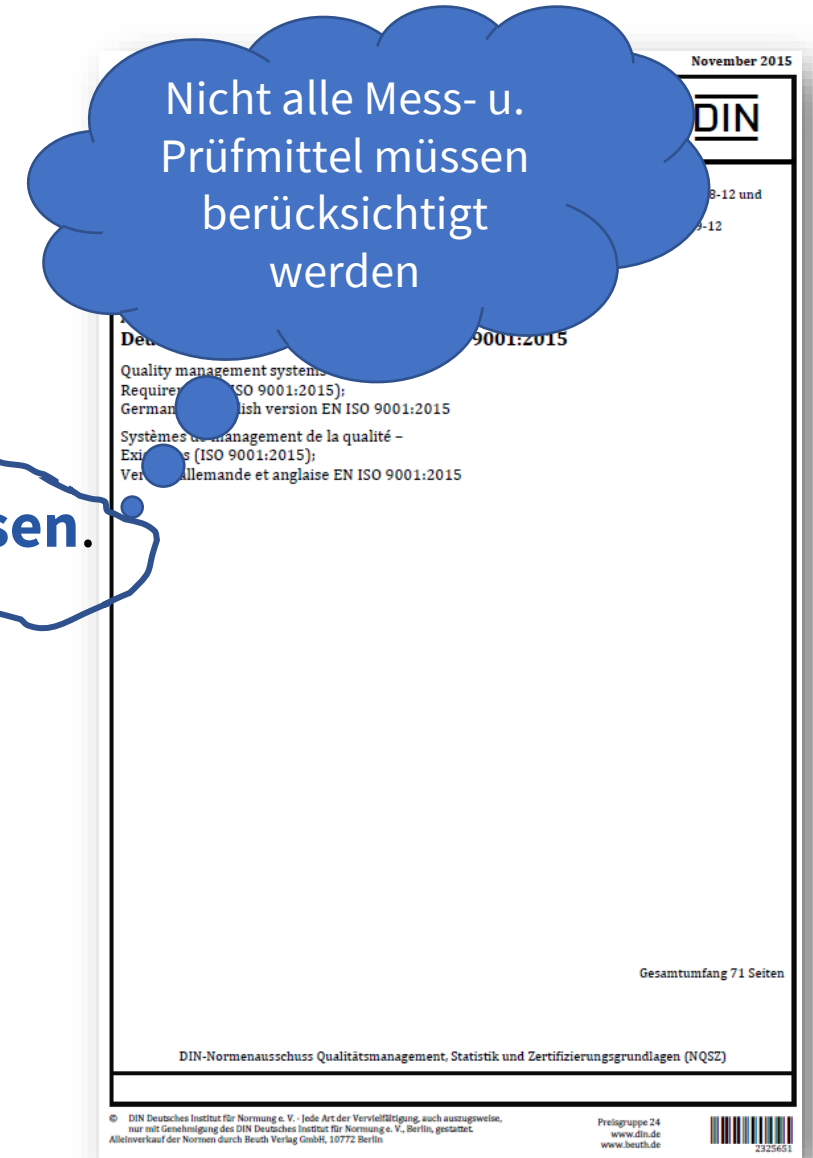 November 2015
DIN
Nicht alle Mess- u.
Prüfmittel müssen
berücksichtigt
werden
8-12 und
9-12
9001:2015
Quality management systems
(ISO 9001:2015);
German version EN ISO 9001:2015
Systèmes management de la qualité –
(ISO 9001:2015);
allemande et anglaise EN ISO 9001:2015
sen.
Gesamtumfang 71 Seiten
DIN-Normenausschuss Qualitätsmanagement, Statistik und Zertifizierungsgrundlagen (NQSZ)
© DIN Deutsches Institut für Normung e. V. · Jede Art der Vervielfältigung, auch auszugsweise,
nur mit Genehmigung des DIN Deutsches Institut für Normung e. V., Berlin, gestattet.
Alleinverkauf der Normen durch Beuth Verlag GmbH, 10772 Berlin
Preisgruppe 24
www.din.de
www.beuth.de
2325651